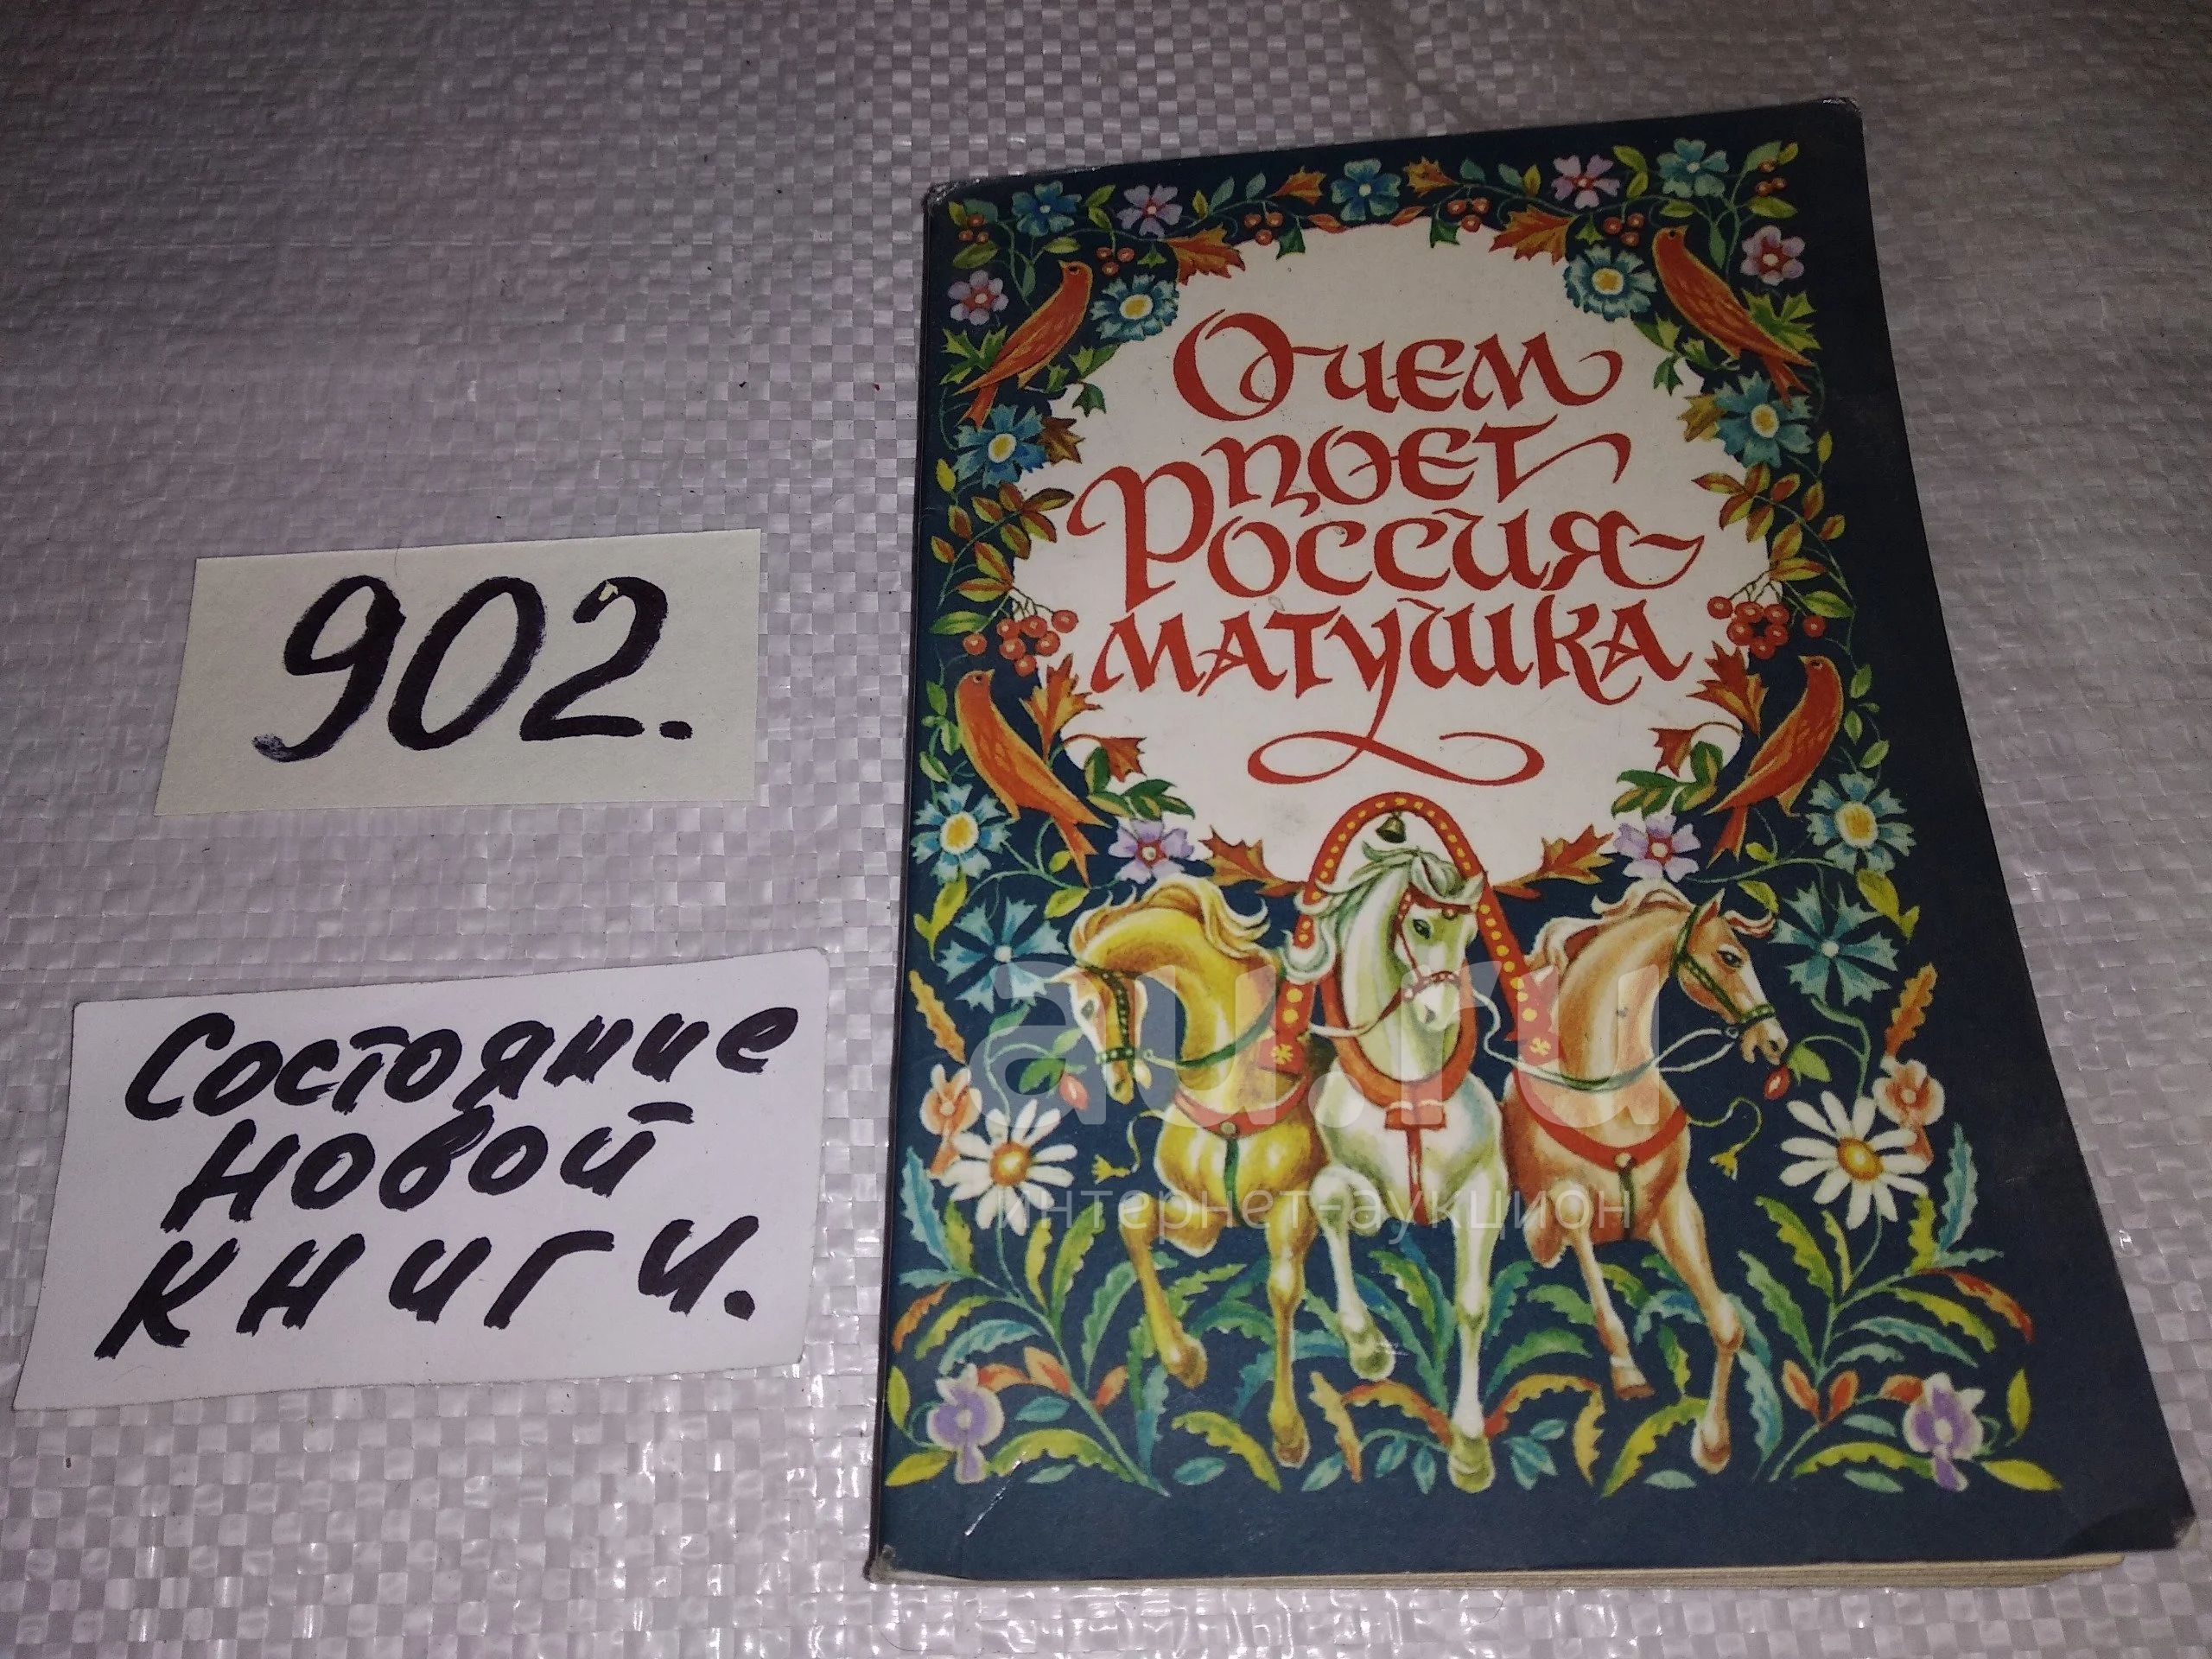 902.
Состояние
новой
книги.
О чем
поет
Россия-
матушка
au.ru
интернет-аукцион